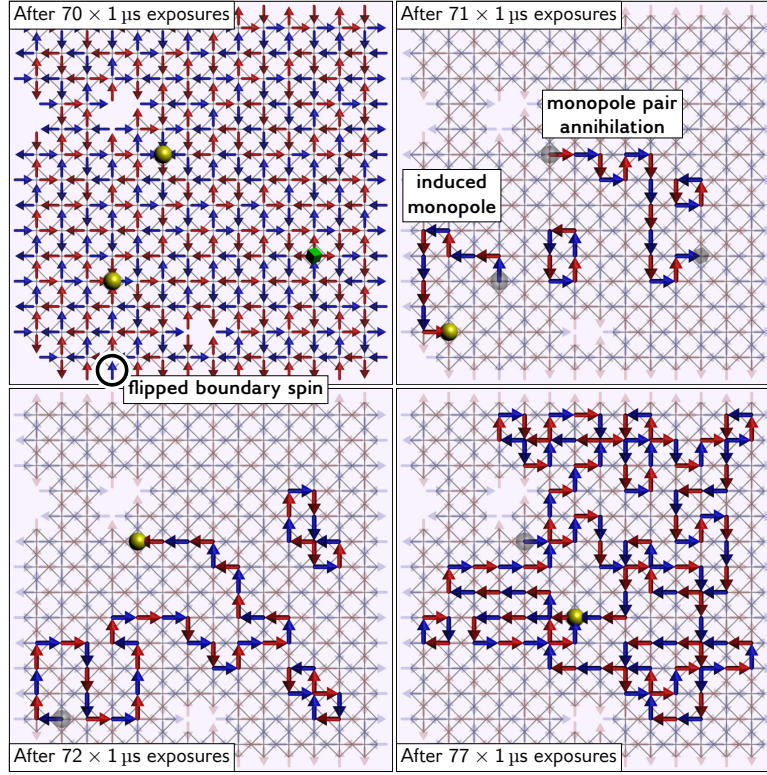 After 70 × 1 μs exposures
After 71 × 1 μs exposures
monopole pair
annihilation
induced
monopole
flipped boundary spin
After 72 × 1 μs exposures
After 77 × 1 μs exposures